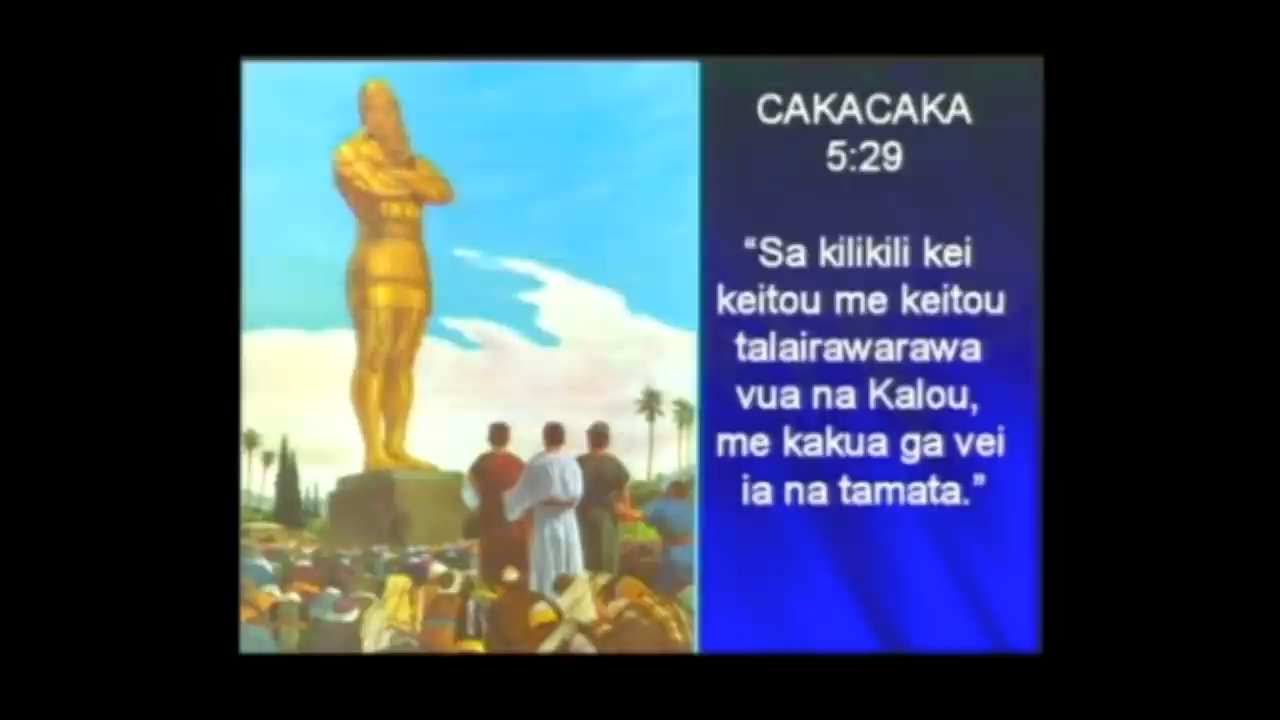 CAKACAKA
5:29
“Sa kilikili kei
keitou me keitou
talairawarawa
vua na Kalou,
me kakua ga vei
ia na tamata.”